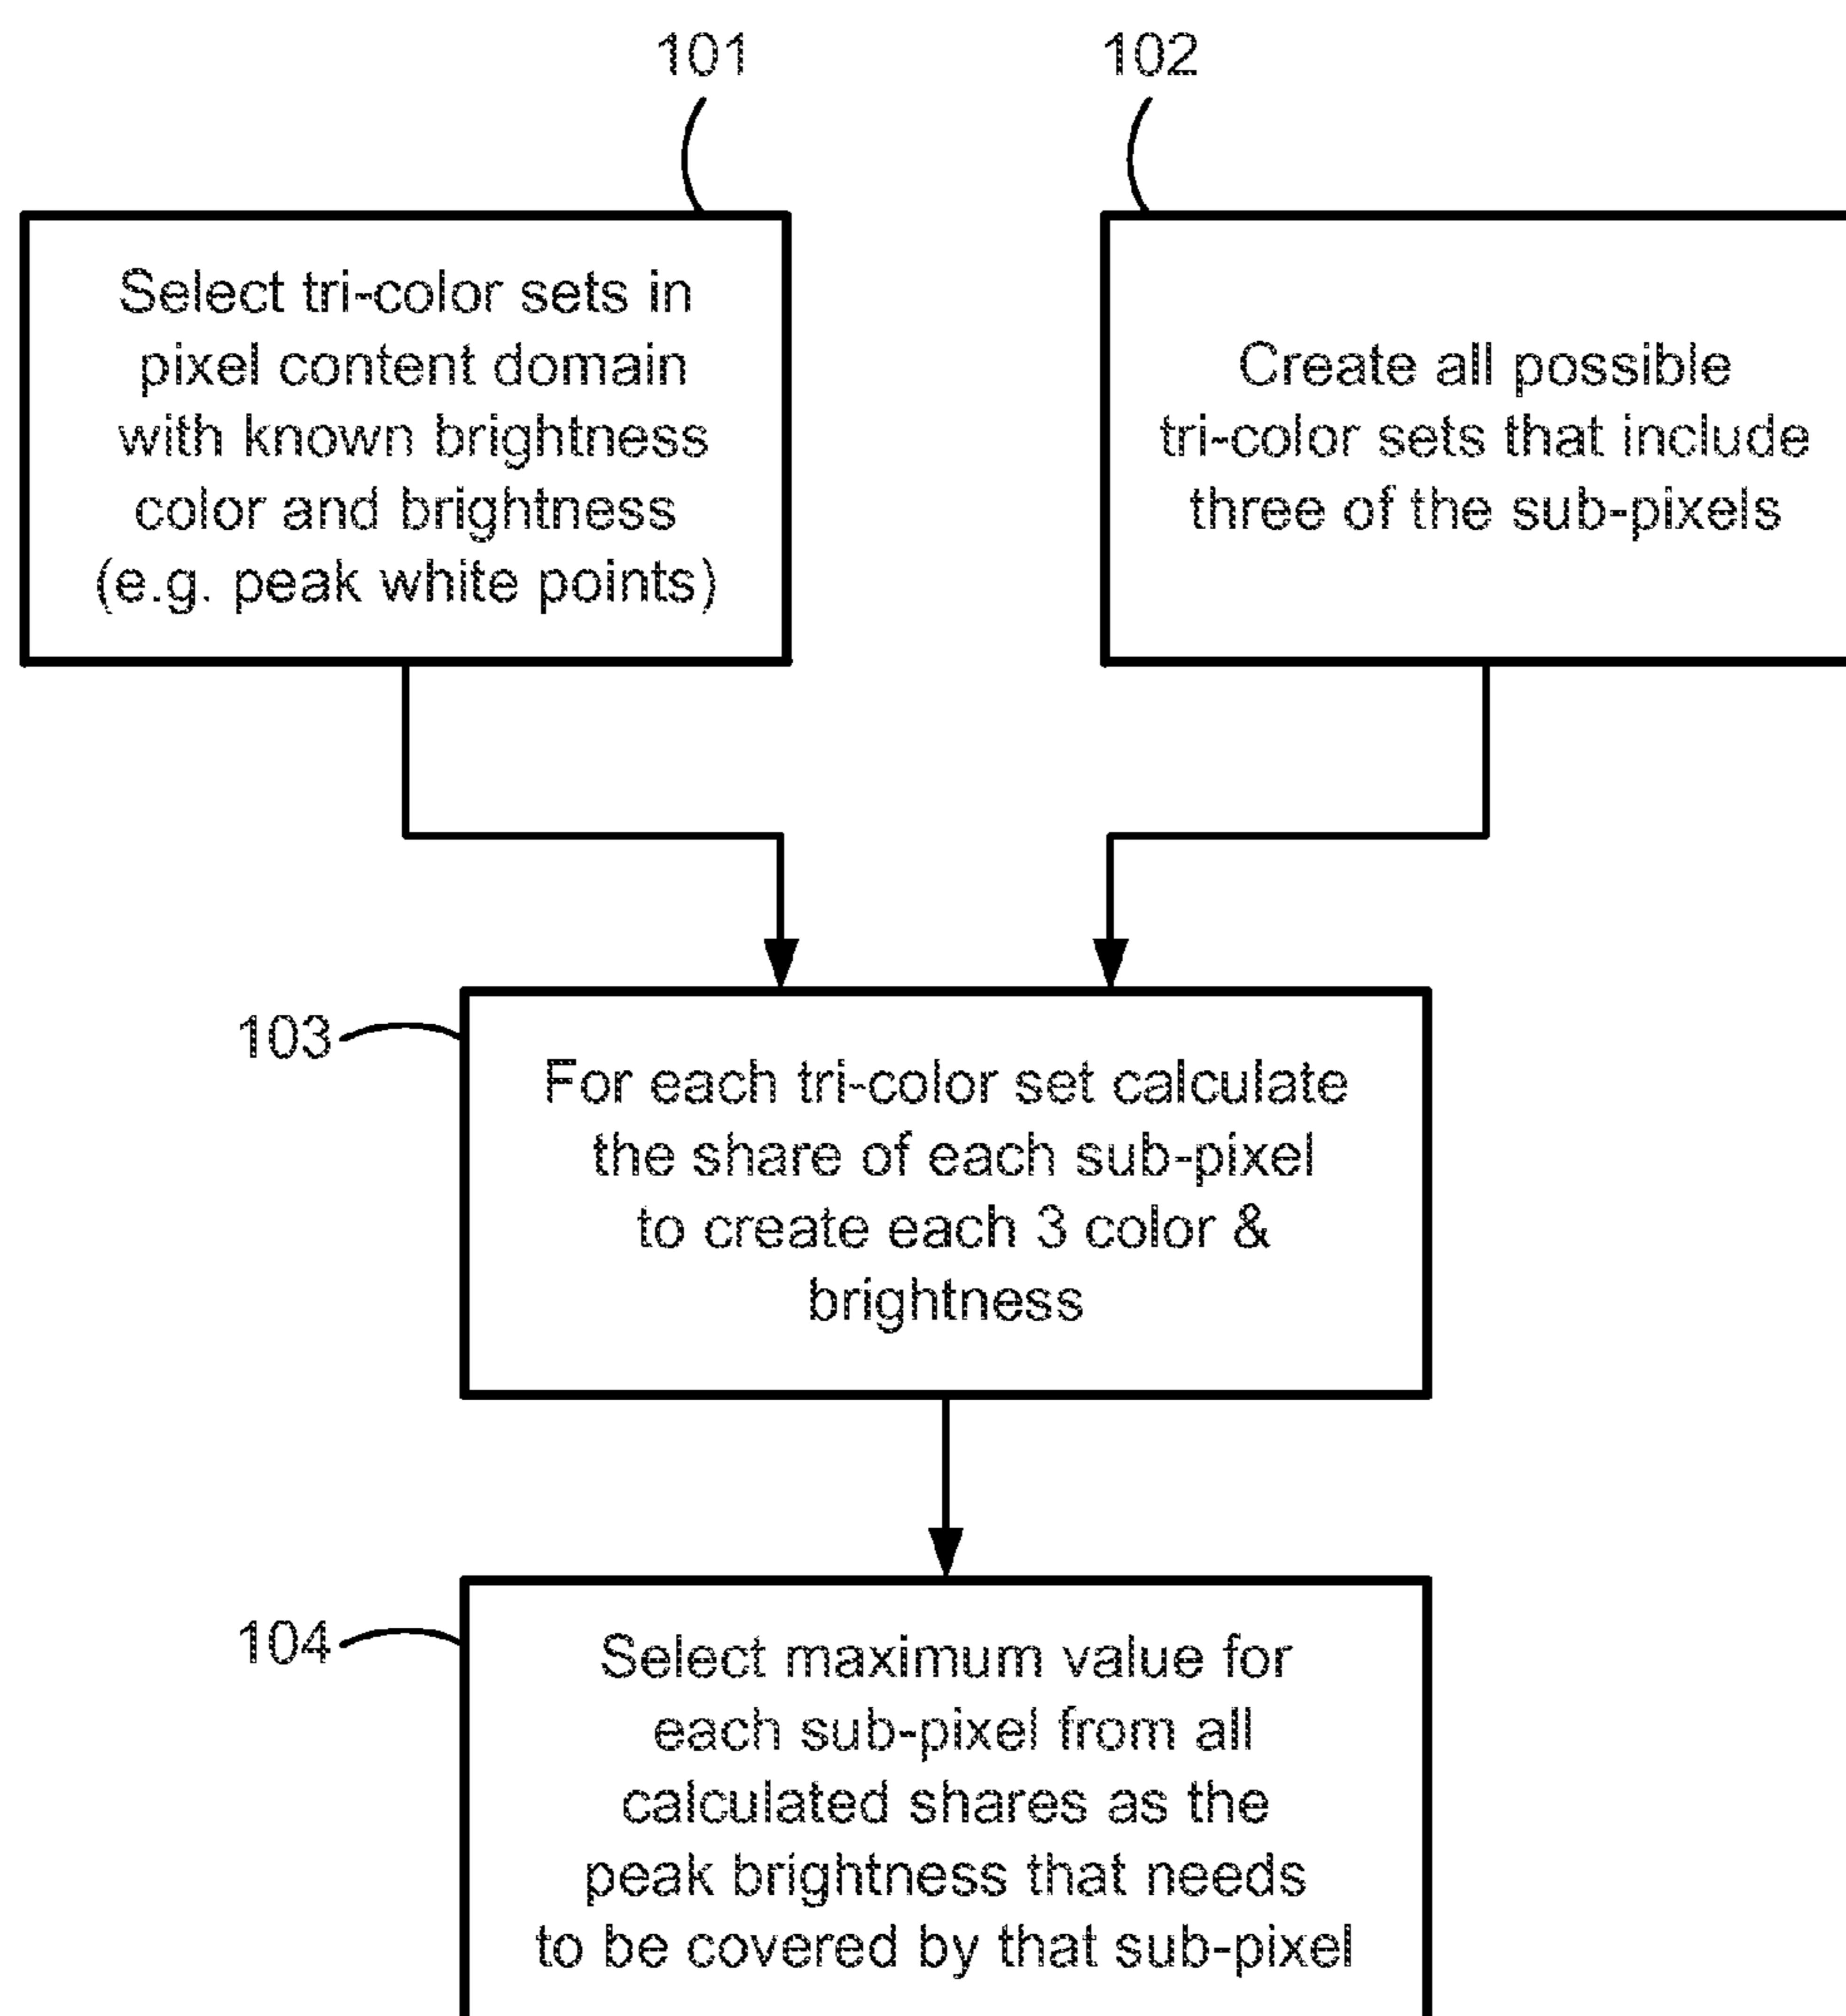 101
102
Select tri-color sets in
pixel content domain
with known brightness
color and brightness
(e.g. peak white points)
Create all possible
tri-color sets that include
three of the sub-pixels
103
For each tri-color set calculate
the share of each sub-pixel
to create each 3 color &
brightness
104
Select maximum value for
each sub-pixel from all
calculated shares as the
peak brightness that needs
to be covered by that sub-pixel